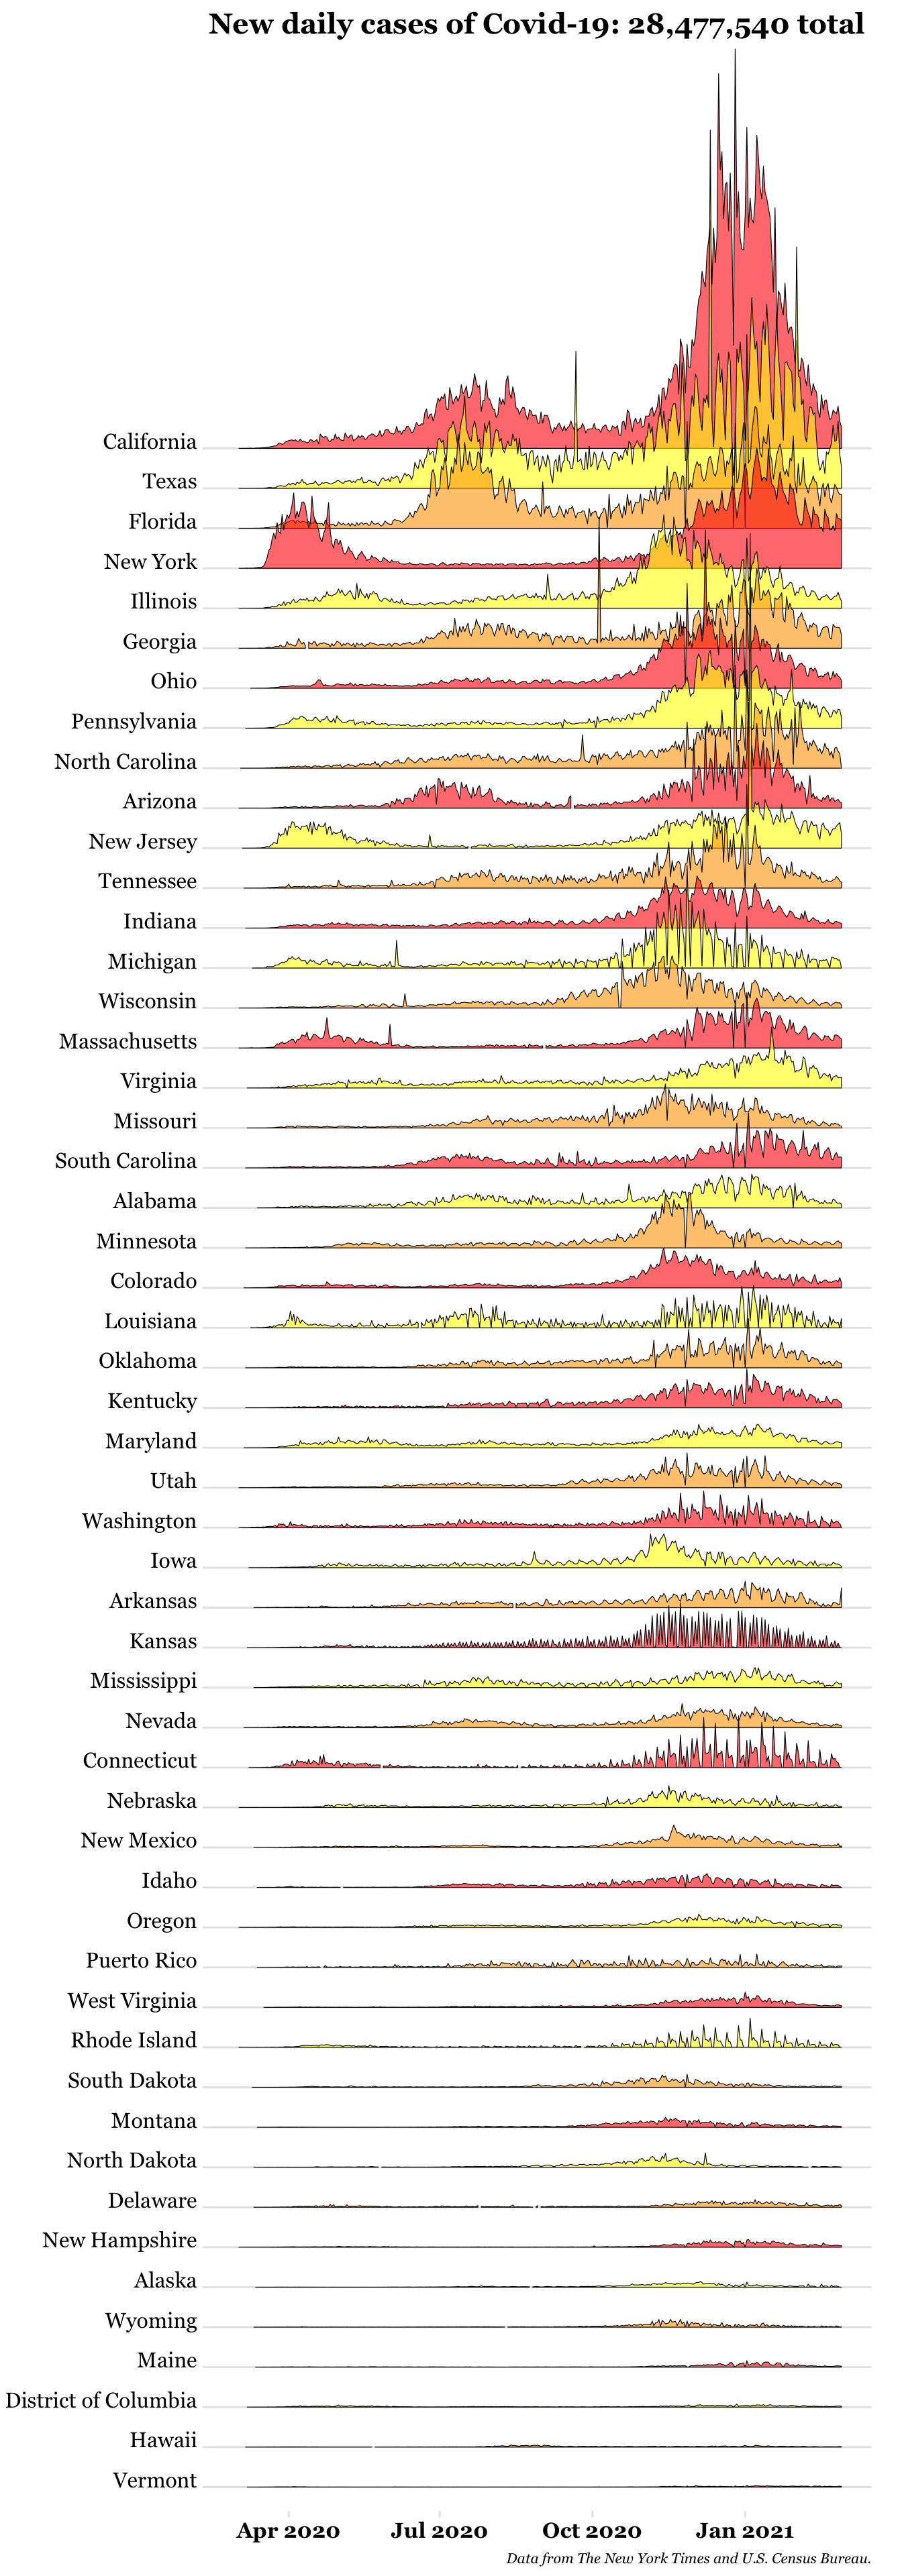 New daily cases of Covid-19: 28,477,540 total
California
Texas
Florida
New York
Illinois
Georgia
Ohio
Pennsylvania
North Carolina
Arizona
New Jersey
Tennessee
Indiana
Michigan
Wisconsin
Massachusetts
Virginia
Missouri
South Carolina
Alabama
Minnesota
Colorado
Louisiana
Oklahoma
Kentucky
Maryland
Utah
Washington
Iowa
Arkansas
Kansas
Mississippi
Nevada
Connecticut
Nebraska
New Mexico
Idaho
Oregon
Puerto Rico
West Virginia
Rhode Island
South Dakota
Montana
North Dakota
Delaware
New Hampshire
Alaska
Wyoming
Maine
District of Columbia
Hawaii
Vermont
Apr 2020 Jul 2020 Oct 2020 Jan 2021
Data from The New York Times and U.S. Census Bureau.